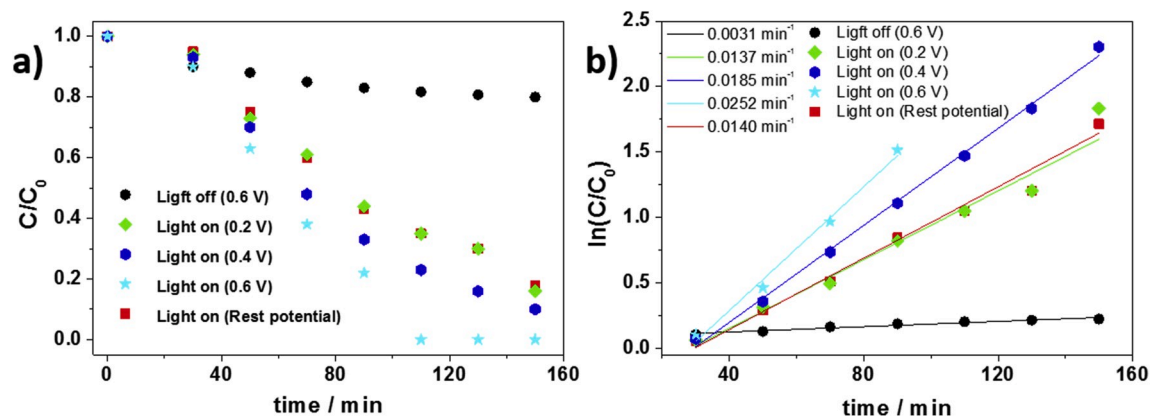 a)
C/C0
1.0
0.8
0.6
0.4
0.2
0.0
Ligft off (0.6 V)
Light on (0.2 V)
Light on (0.4 V)
Light on (0.6 V)
Light on (Rest potential)
0 40 80 120 160
time / min
b)
ln(C/C0)
2.5
2.0
1.5
1.0
0.5
0.0
0.0031 min-1
0.0137 min-1
0.0185 min-1
0.0252 min-1
0.0140 min-1
Ligft off (0.6 V)
Light on (0.2 V)
Light on (0.4 V)
Light on (0.6 V)
Light on (Rest potential)
40 80 120 160
time / min